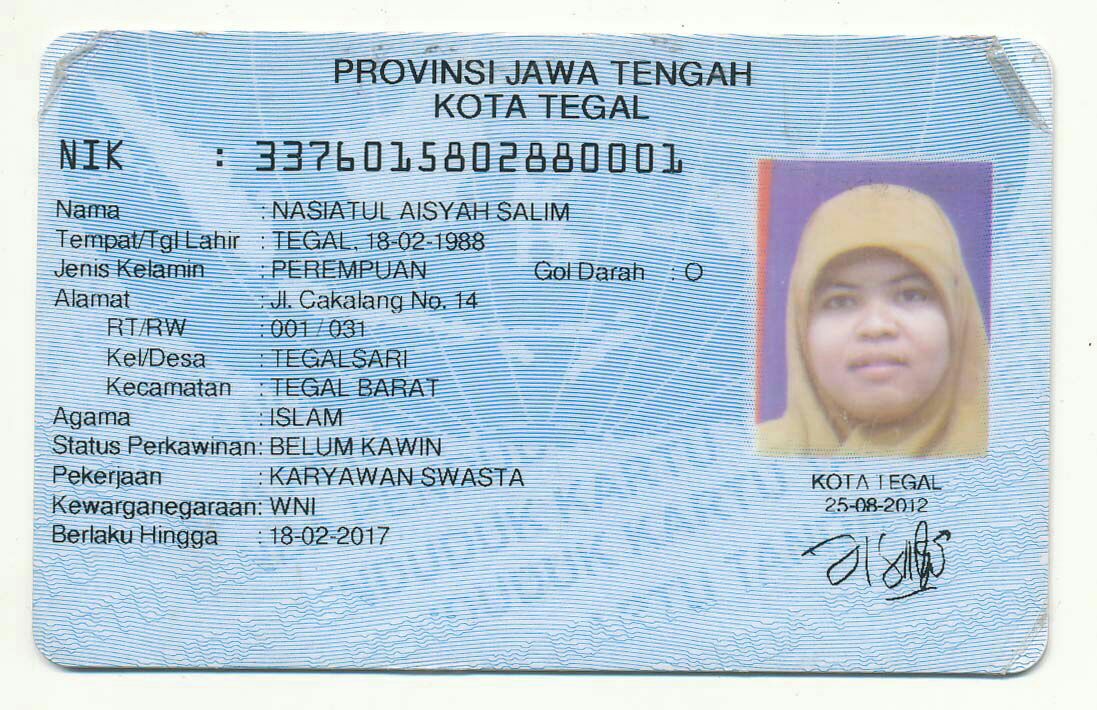 PROVINSI JAWA TENGAH
KOTA TEGAL
NIK : 3376015802880001
Nama : NASIATUL AISYAH SALIM
Tempat/Tgl Lahir : TEGAL, 18-02-1988
Jenis Kelamin : PEREMPUAN Gol Darah : O
Alamat : Jl. Cakalang No. 14
RT/RW : 001 / 031
Kel/Desa : TEGALSARI
Kecamatan : TEGAL BARAT
Agama : ISLAM
Status Perkawinan: BELUM KAWIN
Pekerjaan : KARYAWAN SWASTA
Kewarganegaraan: WNI
Berlaku Hingga : 18-02-2017
KOTA TEGAL
25-08-2012